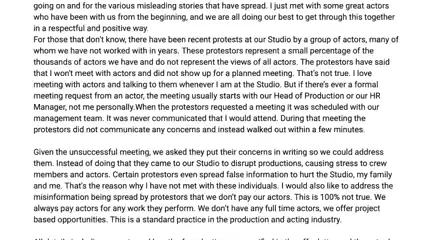 going on and for the various misleading stories that have spread. I just met with some great actors
who have been with us from the beginning, and we are all doing our best to get through this together
in a respectful and positive way.
For those that don't know, there have been recent protests at our Studio by a group of actors, many of
whom we have not worked with in years. These protestors represent a small percentage of the
thousands of actors we have and do not represent the views of all actors. The protestors have said
that I won't meet with actors and did not show up for a planned meeting. That's not true. I love
meeting with actors and talking to them whenever I am at the Studio. But if there's ever a formal
meeting request from an actor, the meeting usually starts with our Head of Production or our HR
Manager, not me personally.When the protestors requested a meeting it was scheduled with our
management team. It was never communicated that I would attend. During that meeting the
protestors did not communicate any concerns and instead walked out within a few minutes.
Given the unsuccessful meeting, we asked they put their concerns in writing so we could address
them. Instead of doing that they came to our Studio to disrupt productions, causing stress to crew
members and actors. Certain protestors even spread false information to hurt the Studio, my family
and me. That's the reason why I have not met with these individuals. I would also like to address the
misinformation being spread by protestors that we don't pay our actors. This is 100% not true. We
always pay actors for any work they perform. We don't have any full time actors, we offer project
based opportunities. This is a standard practice in the production and acting industry.